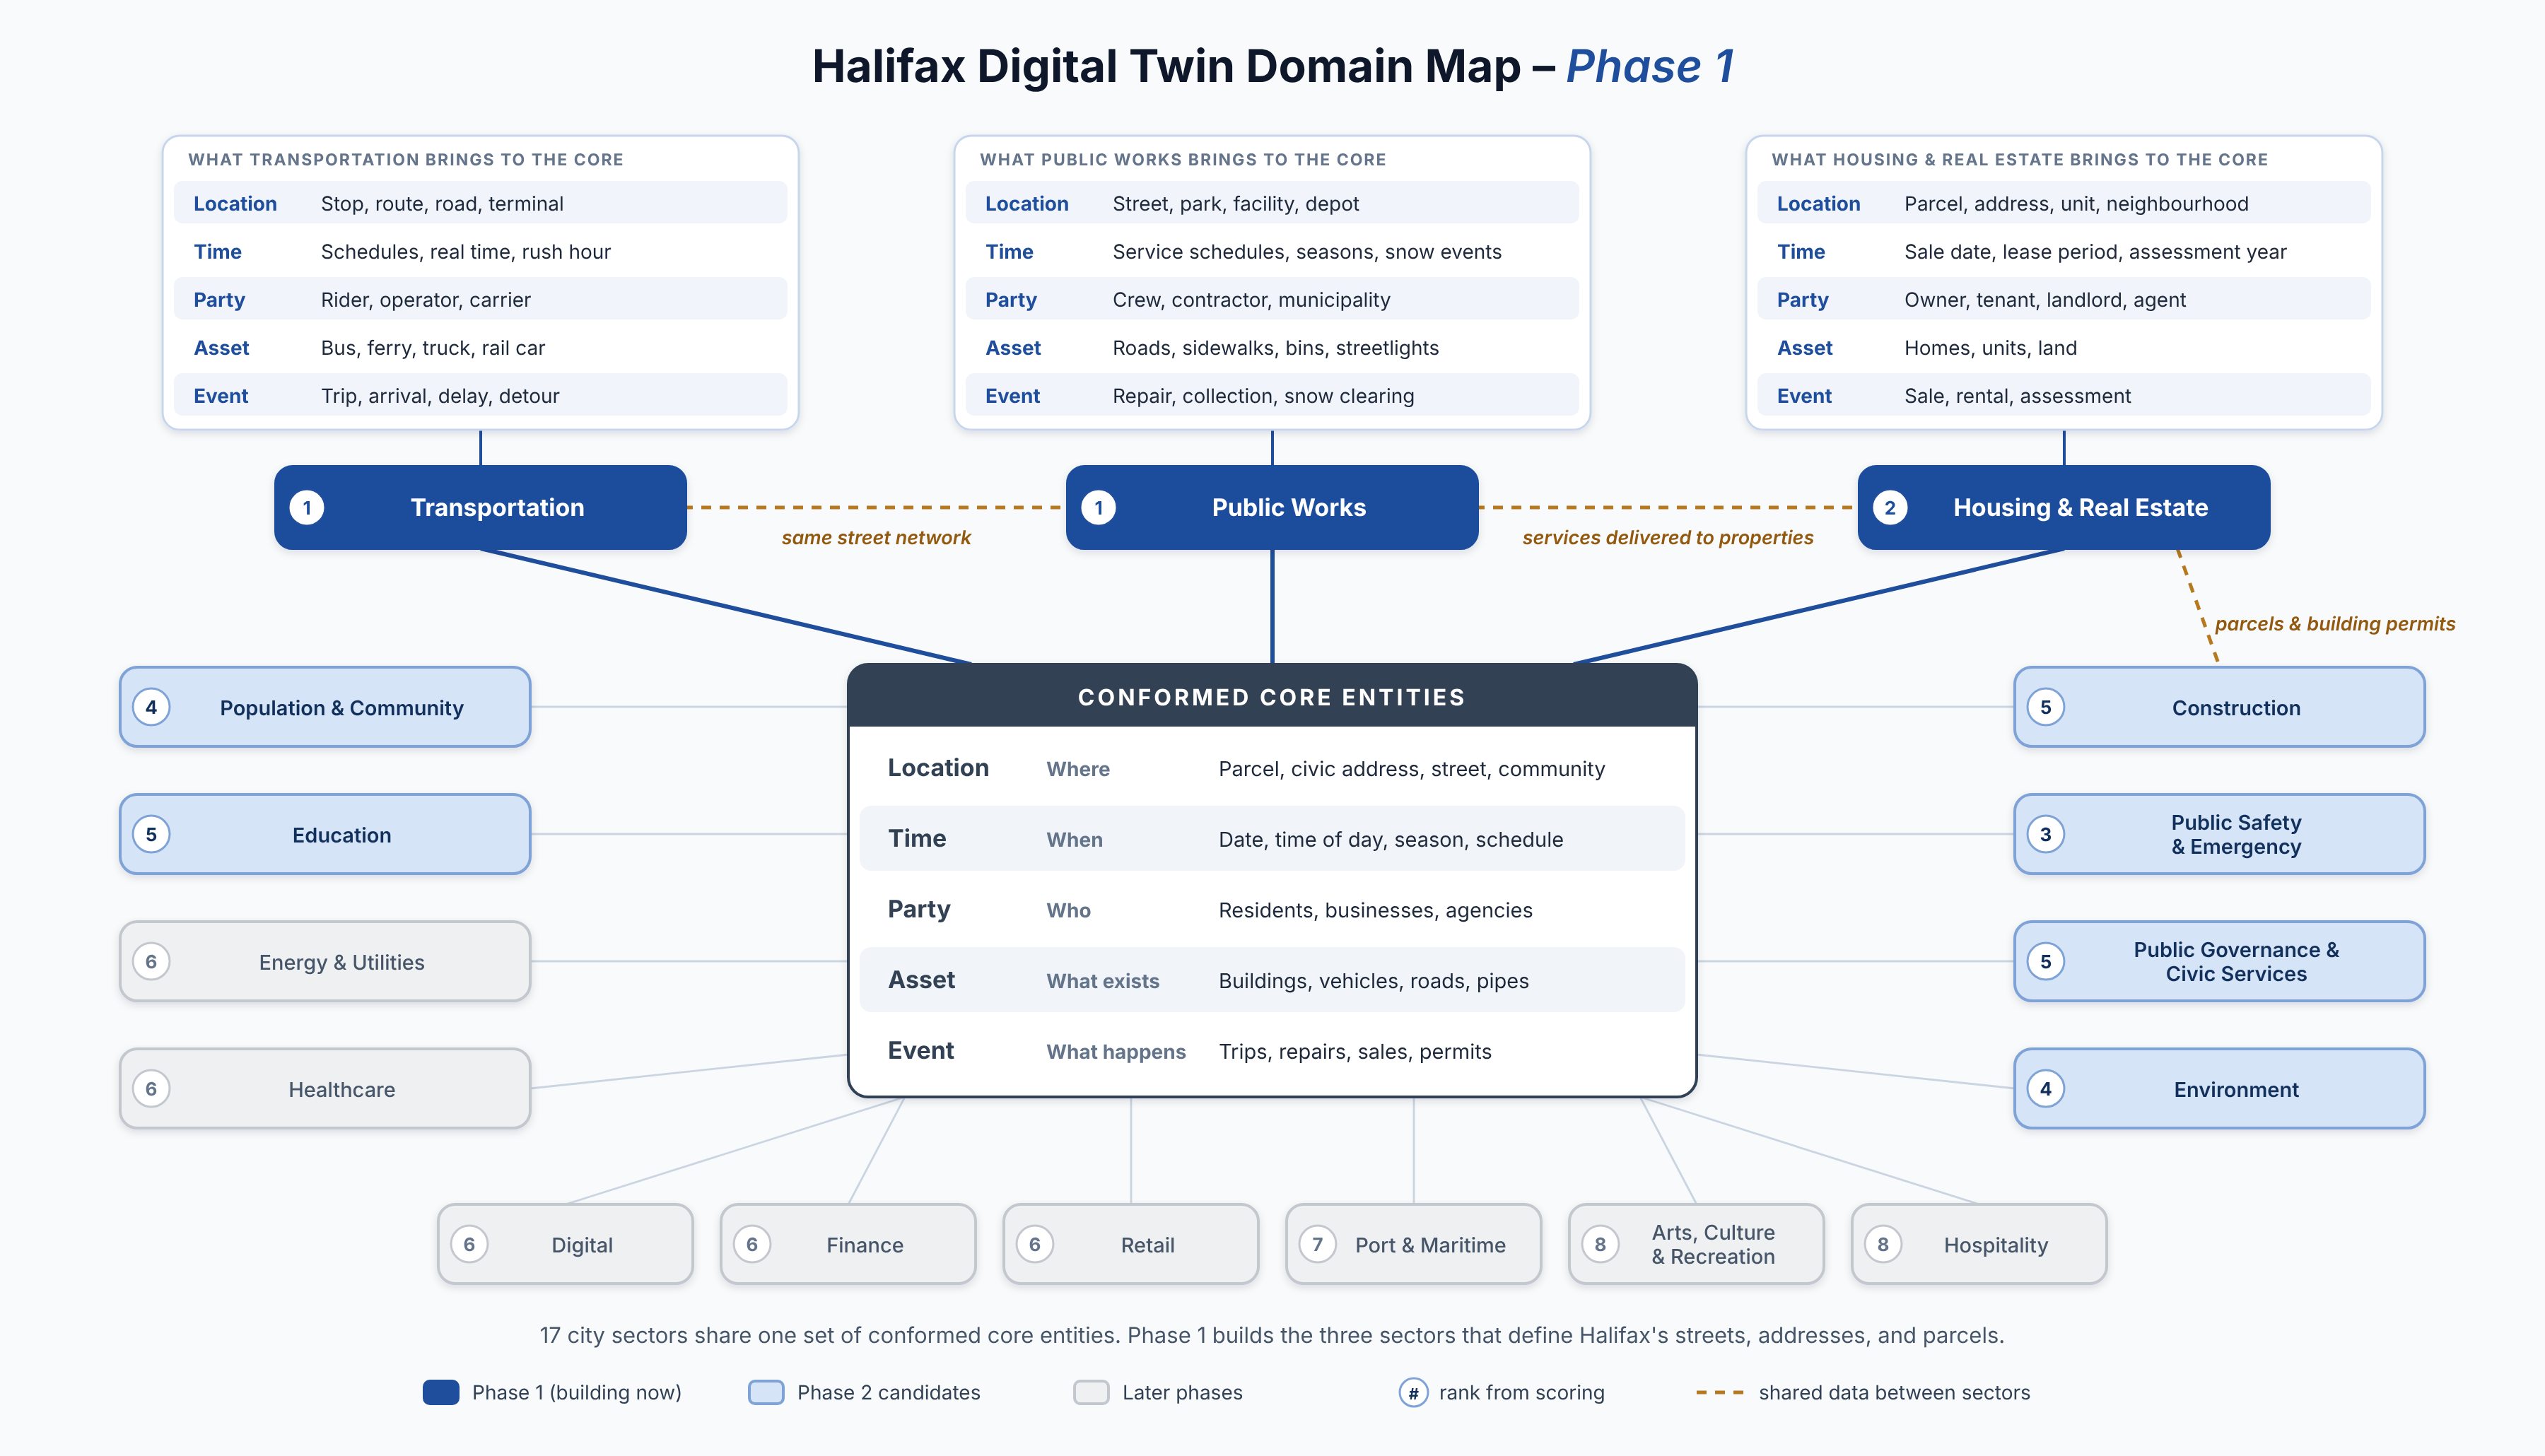 Halifax Digital Twin Domain Map – Phase 1
WHAT TRANSPORTATION BRINGS TO THE CORE
Location Stop, route, road, terminal
Time Schedules, real time, rush hour
Party Rider, operator, carrier
Asset Bus, ferry, truck, rail car
Event Trip, arrival, delay, detour
WHAT PUBLIC WORKS BRINGS TO THE CORE
Location Street, park, facility, depot
Time Service schedules, seasons, snow events
Party Crew, contractor, municipality
Asset Roads, sidewalks, bins, streetlights
Event Repair, collection, snow clearing
WHAT HOUSING & REAL ESTATE BRINGS TO THE CORE
Location Parcel, address, unit, neighbourhood
Time Sale date, lease period, assessment year
Party Owner, tenant, landlord, agent
Asset Homes, units, land
Event Sale, rental, assessment
1 Transportation
same street network
1 Public Works
services delivered to properties
2 Housing & Real Estate
parcels & building permits
4 Population & Community
5 Education
6 Energy & Utilities
6 Healthcare
CONFORMED CORE ENTITIES
Location Where Parcel, civic address, street, community
Time When Date, time of day, season, schedule
Party Who Residents, businesses, agencies
Asset What exists Buildings, vehicles, roads, pipes
Event What happens Trips, repairs, sales, permits
5 Construction
3 Public Safety
& Emergency
5 Public Governance &
Civic Services
4 Environment
6 Digital
6 Finance
6 Retail
7 Port & Maritime
8 Arts, Culture
& Recreation
8 Hospitality
17 city sectors share one set of conformed core entities. Phase 1 builds the three sectors that define Halifax's streets, addresses, and parcels.
Phase 1 (building now)
Phase 2 candidates
Later phases
# rank from scoring
shared data between sectors